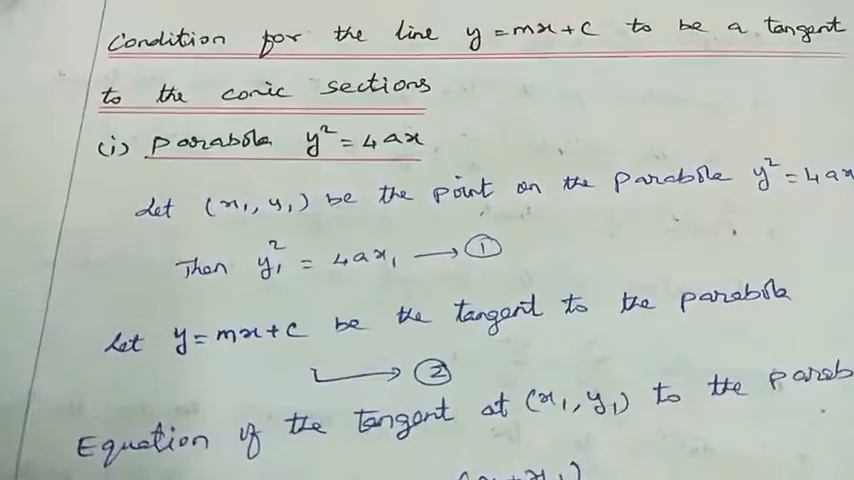 Condition for the line y = mx + c to be a tangent
to the conic sections
(i) Parabola y² = 4ax
Let (x₁, y₁) be the point on the parabola y² = 4ax
Then y₁² = 4ax₁ → ①
Let y = mx + c be the tangent to the parabola
→ ②
Equation of the tangent at (x₁, y₁) to the parab